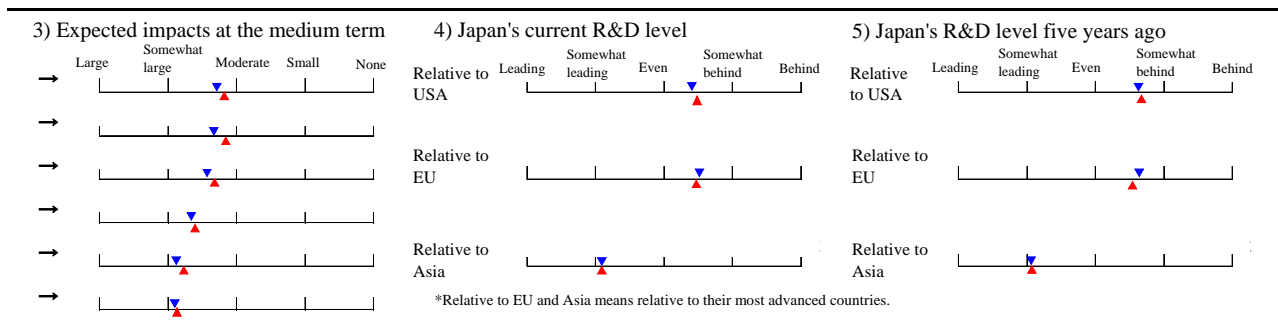 3) Expected impacts at the medium term
Large
Somewhat
large
Moderate
Small
None
4) Japan's current R&D level
Leading
Somewhat
leading
Even
Somewhat
behind
Behind
Relative to
USA
Relative to
EU
Relative to
Asia
*Relative to EU and Asia means relative to their most advanced countries.
5) Japan's R&D level five years ago
Leading
Somewhat
leading
Even
Somewhat
behind
Behind
Relative
to USA
Relative to
EU
Relative to
Asia